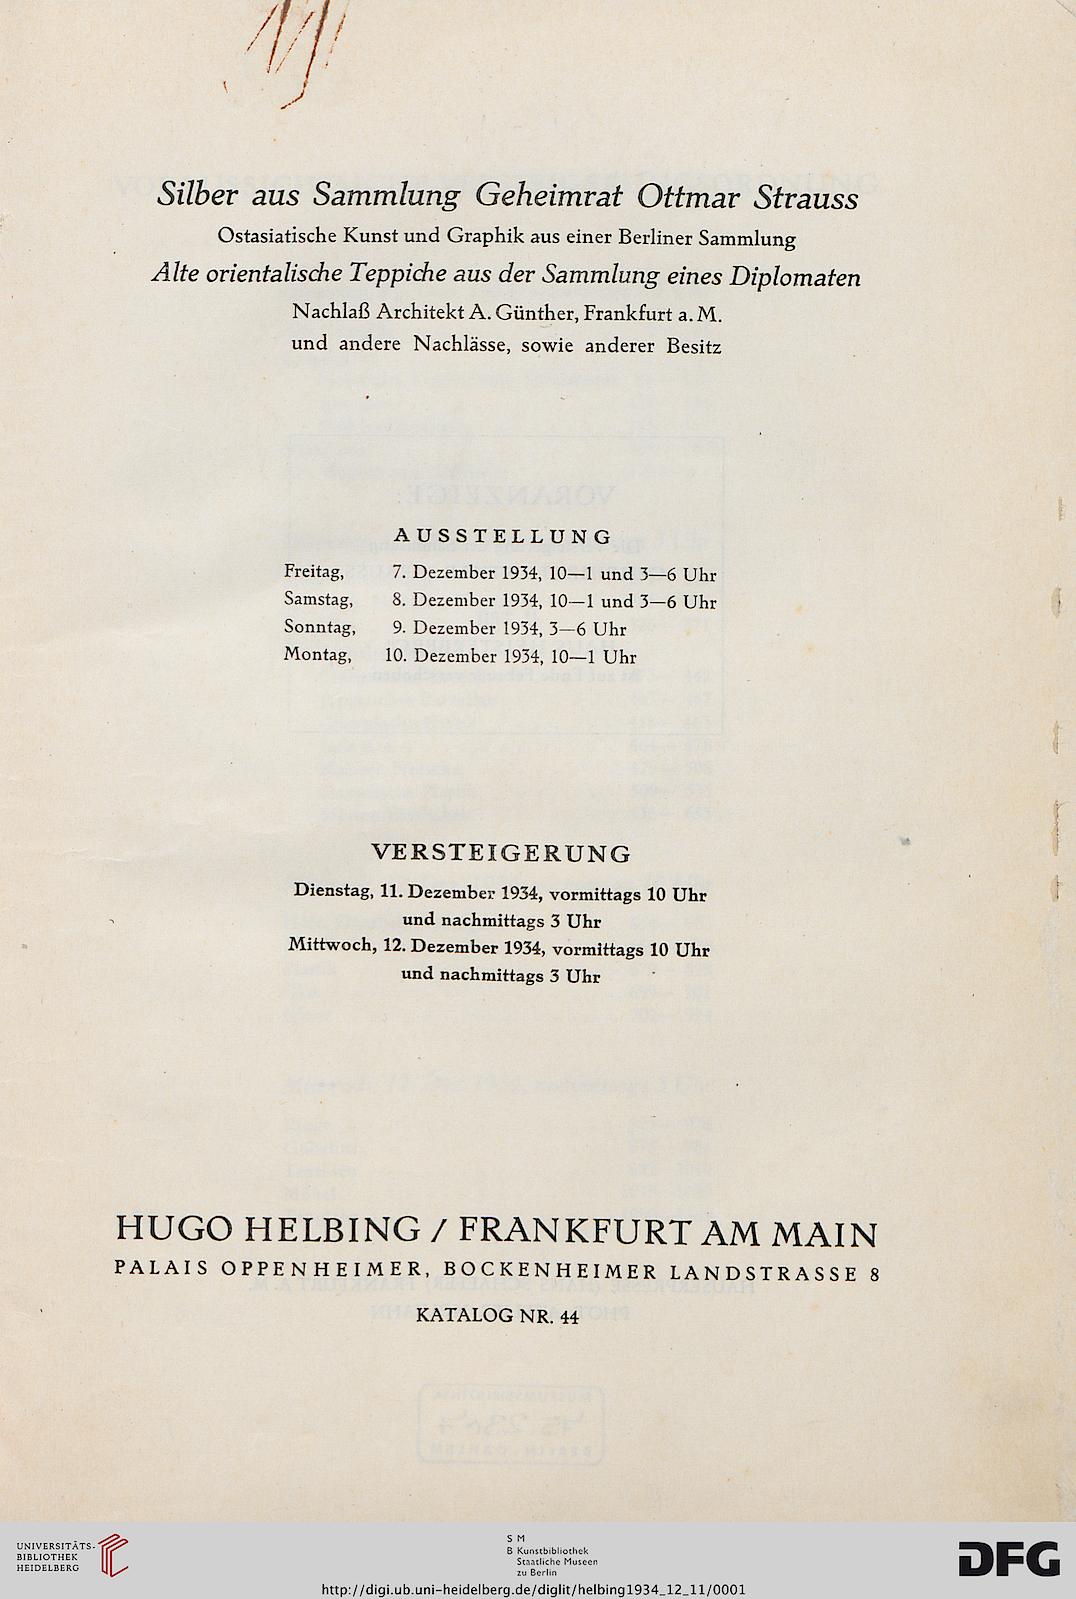 Silber aus Sammlung Geheimrat Ottmar Strauss
Ostasiatische Kunst und Graphik aus einer Berliner Sammlung
Alte orientalische Teppiche aus der Sammlung eines Diplomaten
Nachlaß Architekt A. Günther, Frankfurt a. M.
und andere Nachlässe, sowie anderer Besitz
AUSSTELLUNG
Freitag, 7. Dezember 1934, 10—1 und 3—6 Uhr
Samstag, 8. Dezember 1934, 10—1 und 3—6 Uhr
Sonntag, 9. Dezember 1934, 3—6 Uhr
Montag, 10. Dezember 1934, 10—1 Uhr
VERSTEIGERUNG
Dienstag, 11. Dezember 1934, vormittags 10 Uhr
und nachmittags 3 Uhr
Mittwoch, 12. Dezember 1934, vormittags 10 Uhr
und nachmittags 3 Uhr
HUGO HELBING / FRANKFURT AM MAIN
PALAIS OPPENHEIMER, BOCKENHEIMER LANDSTRASSE 8
KATALOG NR. 44
UNIVERSITÄTS-
BIBLIOTHEK
HEIDELBERG
S M
B Kunstbibliothek
Staatliche Museen
zu Berlin
DFG
http://digi.ub.uni-heidelberg.de/diglit/helbing1934_12_11/0001